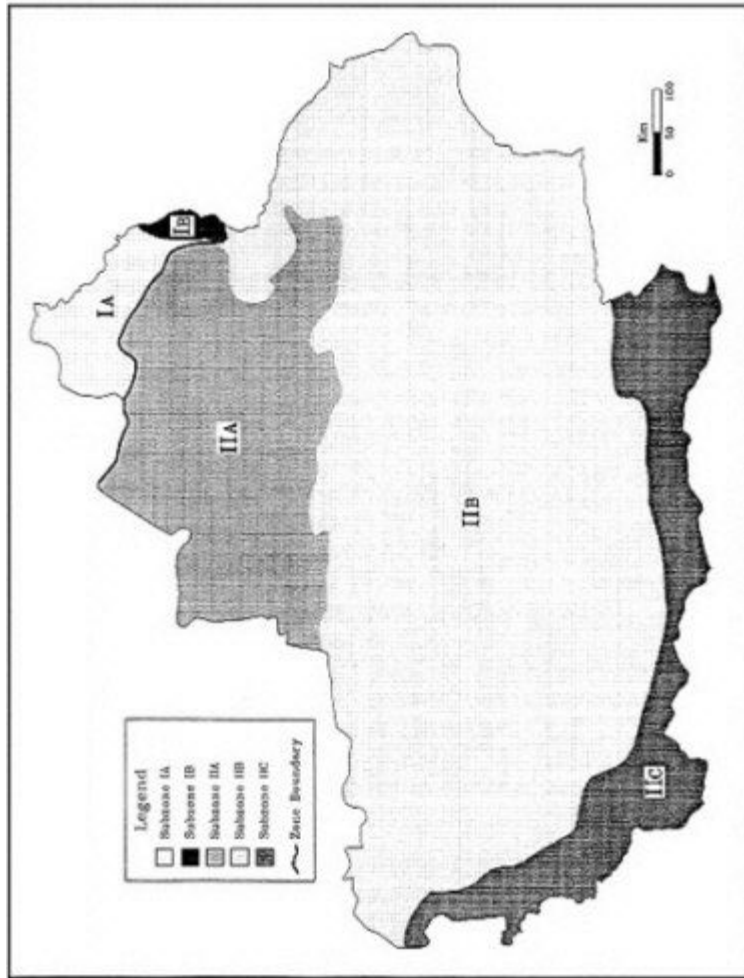 Legend
Subzone IA
Subzone IB
Subzone IIA
Subzone IIB
Subzone IIC
Zone Boundary
IA
IB
IIA
IIB
IIC
Km
0 50 100